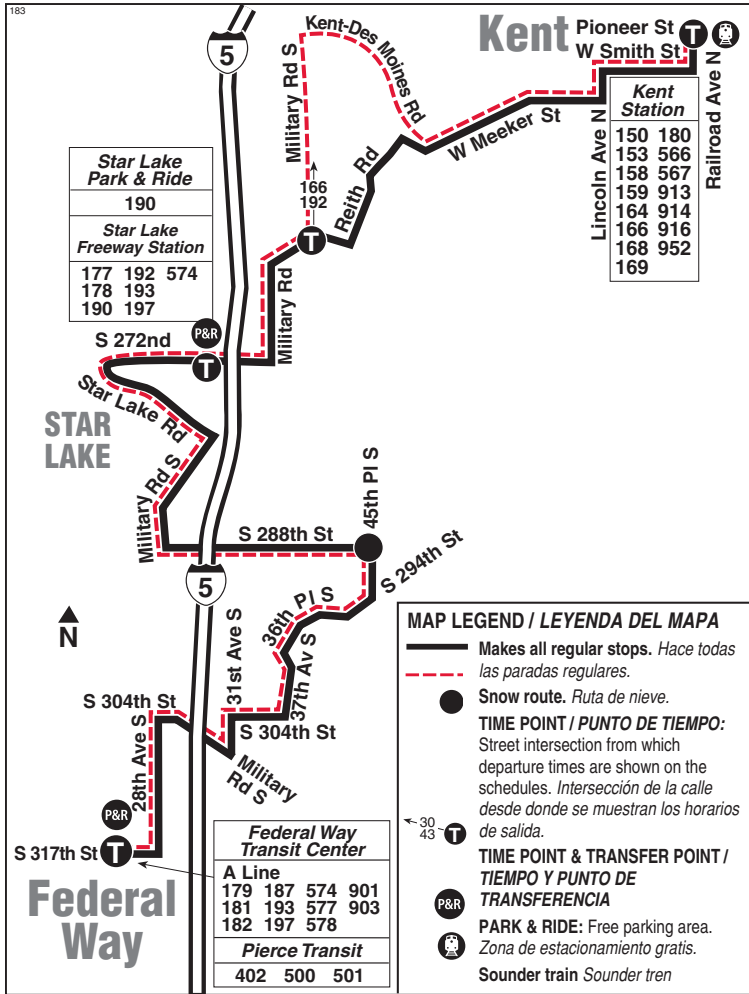 183
5
Kent-Des Moines Rd
Kent
Pioneer St
W Smith St
T
Military Rd S
W Meeker St
Lincoln Ave N
Railroad Ave N
Kent
Station
150 180
153 566
158 567
159 913
164 914
166 916
168 952
169
Star Lake
Park & Ride
190
Star Lake
Freeway Station
177 192 574
178 193
190 197
166
192
Reith Rd
T
Military Rd
P&R
S 272nd
T
Star Lake Rd
STAR
LAKE
Military Rd S
45th Pl S
S 288th St
S 294th St
5
N
36th Pl S
31st Ave S
37th Av S
S 304th St
S 304th St
28th Ave S
Military
Rd S
P&R
S 317th St
T
Federal
Way
Federal Way
Transit Center
A Line
179 187 574 901
181 193 577 903
182 197 578
Pierce Transit
402 500 501
MAP LEGEND / LEYENDA DEL MAPA
Makes all regular stops. Hace todas
las paradas regulares.
Snow route. Ruta de nieve.
TIME POINT / PUNTO DE TIEMPO:
Street intersection from which
departure times are shown on the
schedules. Intersección de la calle
desde donde se muestran los horarios
de salida.
30
43
T
TIME POINT & TRANSFER POINT /
TIEMPO Y PUNTO DE
TRANSFERENCIA
P&R
PARK & RIDE: Free parking area.
Zona de estacionamiento gratis.
Sounder train Sounder tren